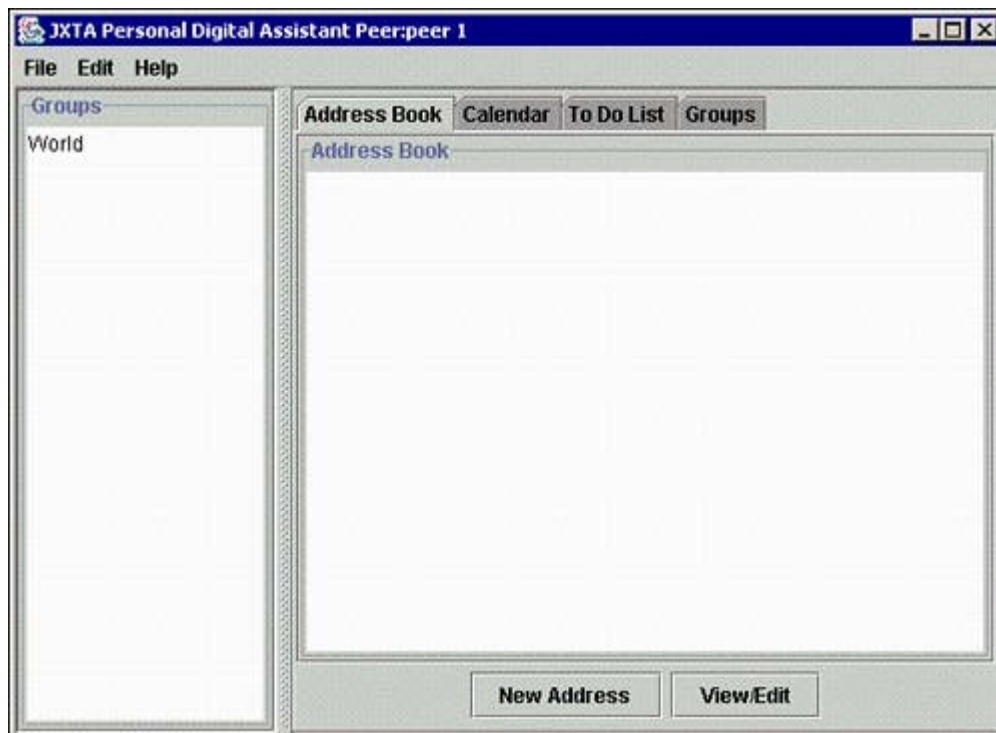 JXTA Personal Digital Assistant Peer:peer 1
File Edit Help
Groups
World
Address Book Calendar To Do List Groups
Address Book
New Address View/Edit